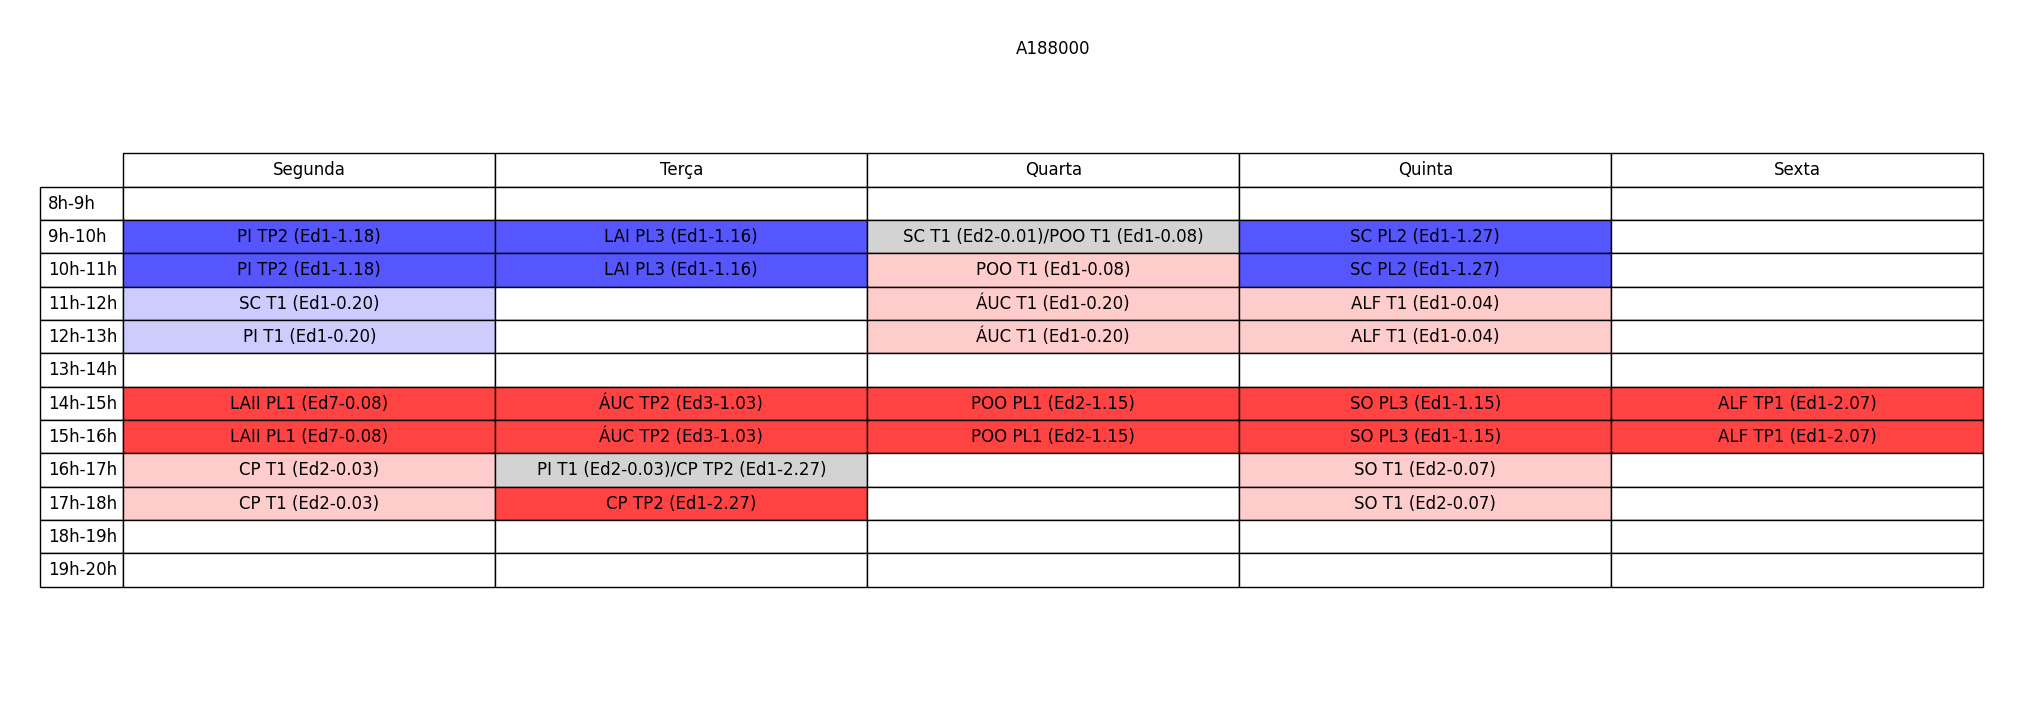 A188000
Segunda Terça Quarta Quinta Sexta
8h-9h
9h-10h PI TP2 (Ed1-1.18) LAI PL3 (Ed1-1.16) SC T1 (Ed2-0.01)/POO T1 (Ed1-0.08) SC PL2 (Ed1-1.27)
10h-11h PI TP2 (Ed1-1.18) LAI PL3 (Ed1-1.16) POO T1 (Ed1-0.08) SC PL2 (Ed1-1.27)
11h-12h SC T1 (Ed1-0.20) ÁUC T1 (Ed1-0.20) ALF T1 (Ed1-0.04)
12h-13h PI T1 (Ed1-0.20) ÁUC T1 (Ed1-0.20) ALF T1 (Ed1-0.04)
13h-14h
14h-15h LAII PL1 (Ed7-0.08) ÁUC TP2 (Ed3-1.03) POO PL1 (Ed2-1.15) SO PL3 (Ed1-1.15) ALF TP1 (Ed1-2.07)
15h-16h LAII PL1 (Ed7-0.08) ÁUC TP2 (Ed3-1.03) POO PL1 (Ed2-1.15) SO PL3 (Ed1-1.15) ALF TP1 (Ed1-2.07)
16h-17h CP T1 (Ed2-0.03) PI T1 (Ed2-0.03)/CP TP2 (Ed1-2.27) SO T1 (Ed2-0.07)
17h-18h CP T1 (Ed2-0.03) CP TP2 (Ed1-2.27) SO T1 (Ed2-0.07)
18h-19h
19h-20h